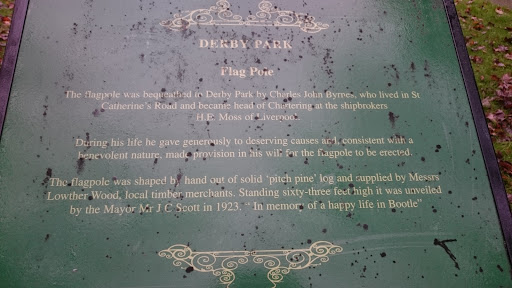 DERBY PARK
Flag Pole
The flagpole was bequeathed to Derby Park by Charles John Byrnes, who lived in St
Catherine's Road and became head of Chartering at the shipbrokers
H.E. Moss of Liverpool.
During his life he gave generously to deserving causes and, consistent with a
benevolent nature, made provision in his will for the flagpole to be erected.
The flagpole was shaped by hand out of solid 'pitch pine' log and supplied by Messrs
Lowther Wood, local timber merchants. Standing sixty-three feet high it was unveiled
by the Mayor Mr J C Scott in 1923. " In memory of a happy life in Bootle"